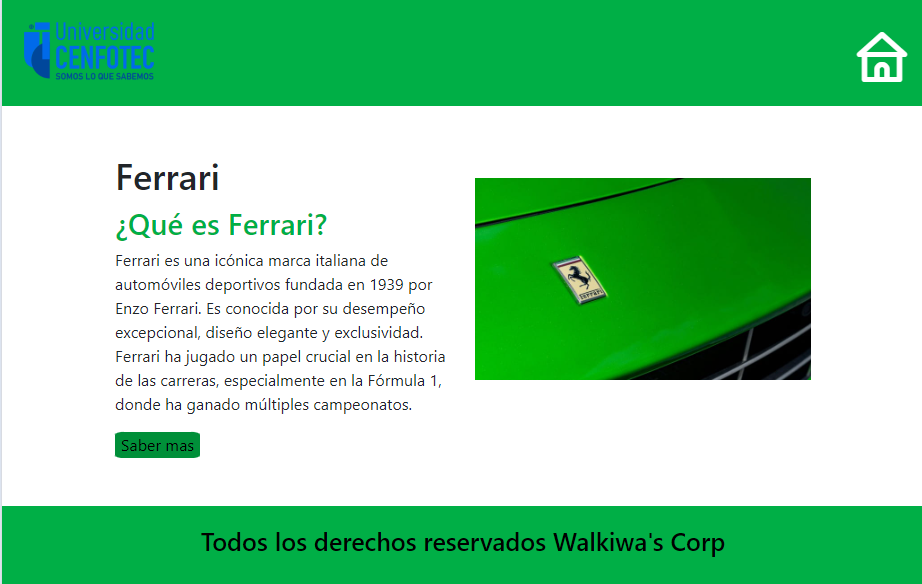 Universidad
CENFOTEC
SOMOS LO QUE SABEMOS
Ferrari
¿Qué es Ferrari?
Ferrari es una icónica marca italiana de
automóviles deportivos fundada en 1939 por
Enzo Ferrari. Es conocida por su desempeño
excepcional, diseño elegante y exclusividad.
Ferrari ha jugado un papel crucial en la historia
de las carreras, especialmente en la Fórmula 1,
donde ha ganado múltiples campeonatos.
Ferrari
Saber mas
Todos los derechos reservados Walkiwa's Corp